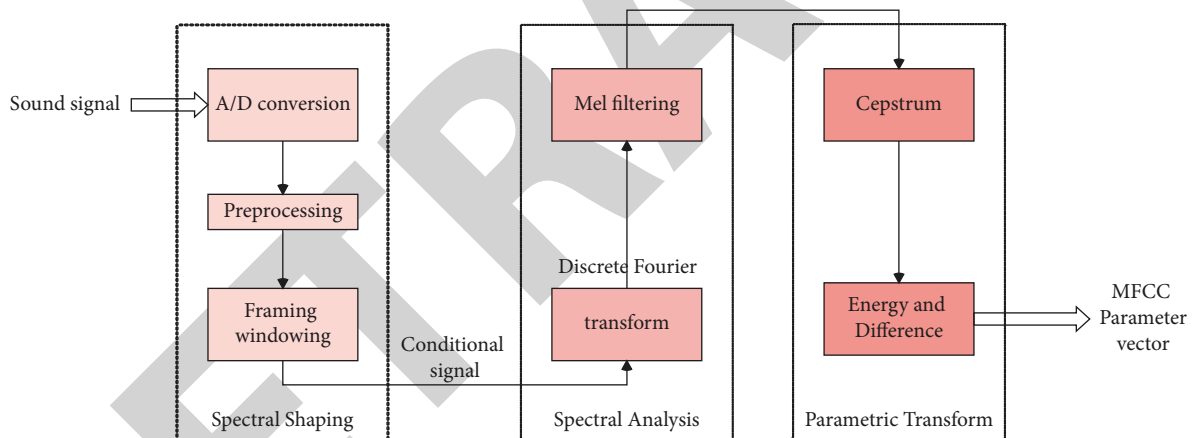 Sound signal
A/D conversion
Preprocessing
Framing
windowing
Spectral Shaping
Conditional
signal
Mel filtering
Discrete Fourier
transform
Spectral Analysis
Cepstrum
Energy and
Difference
Parametric Transform
MFCC
Parameter
vector
ETRA